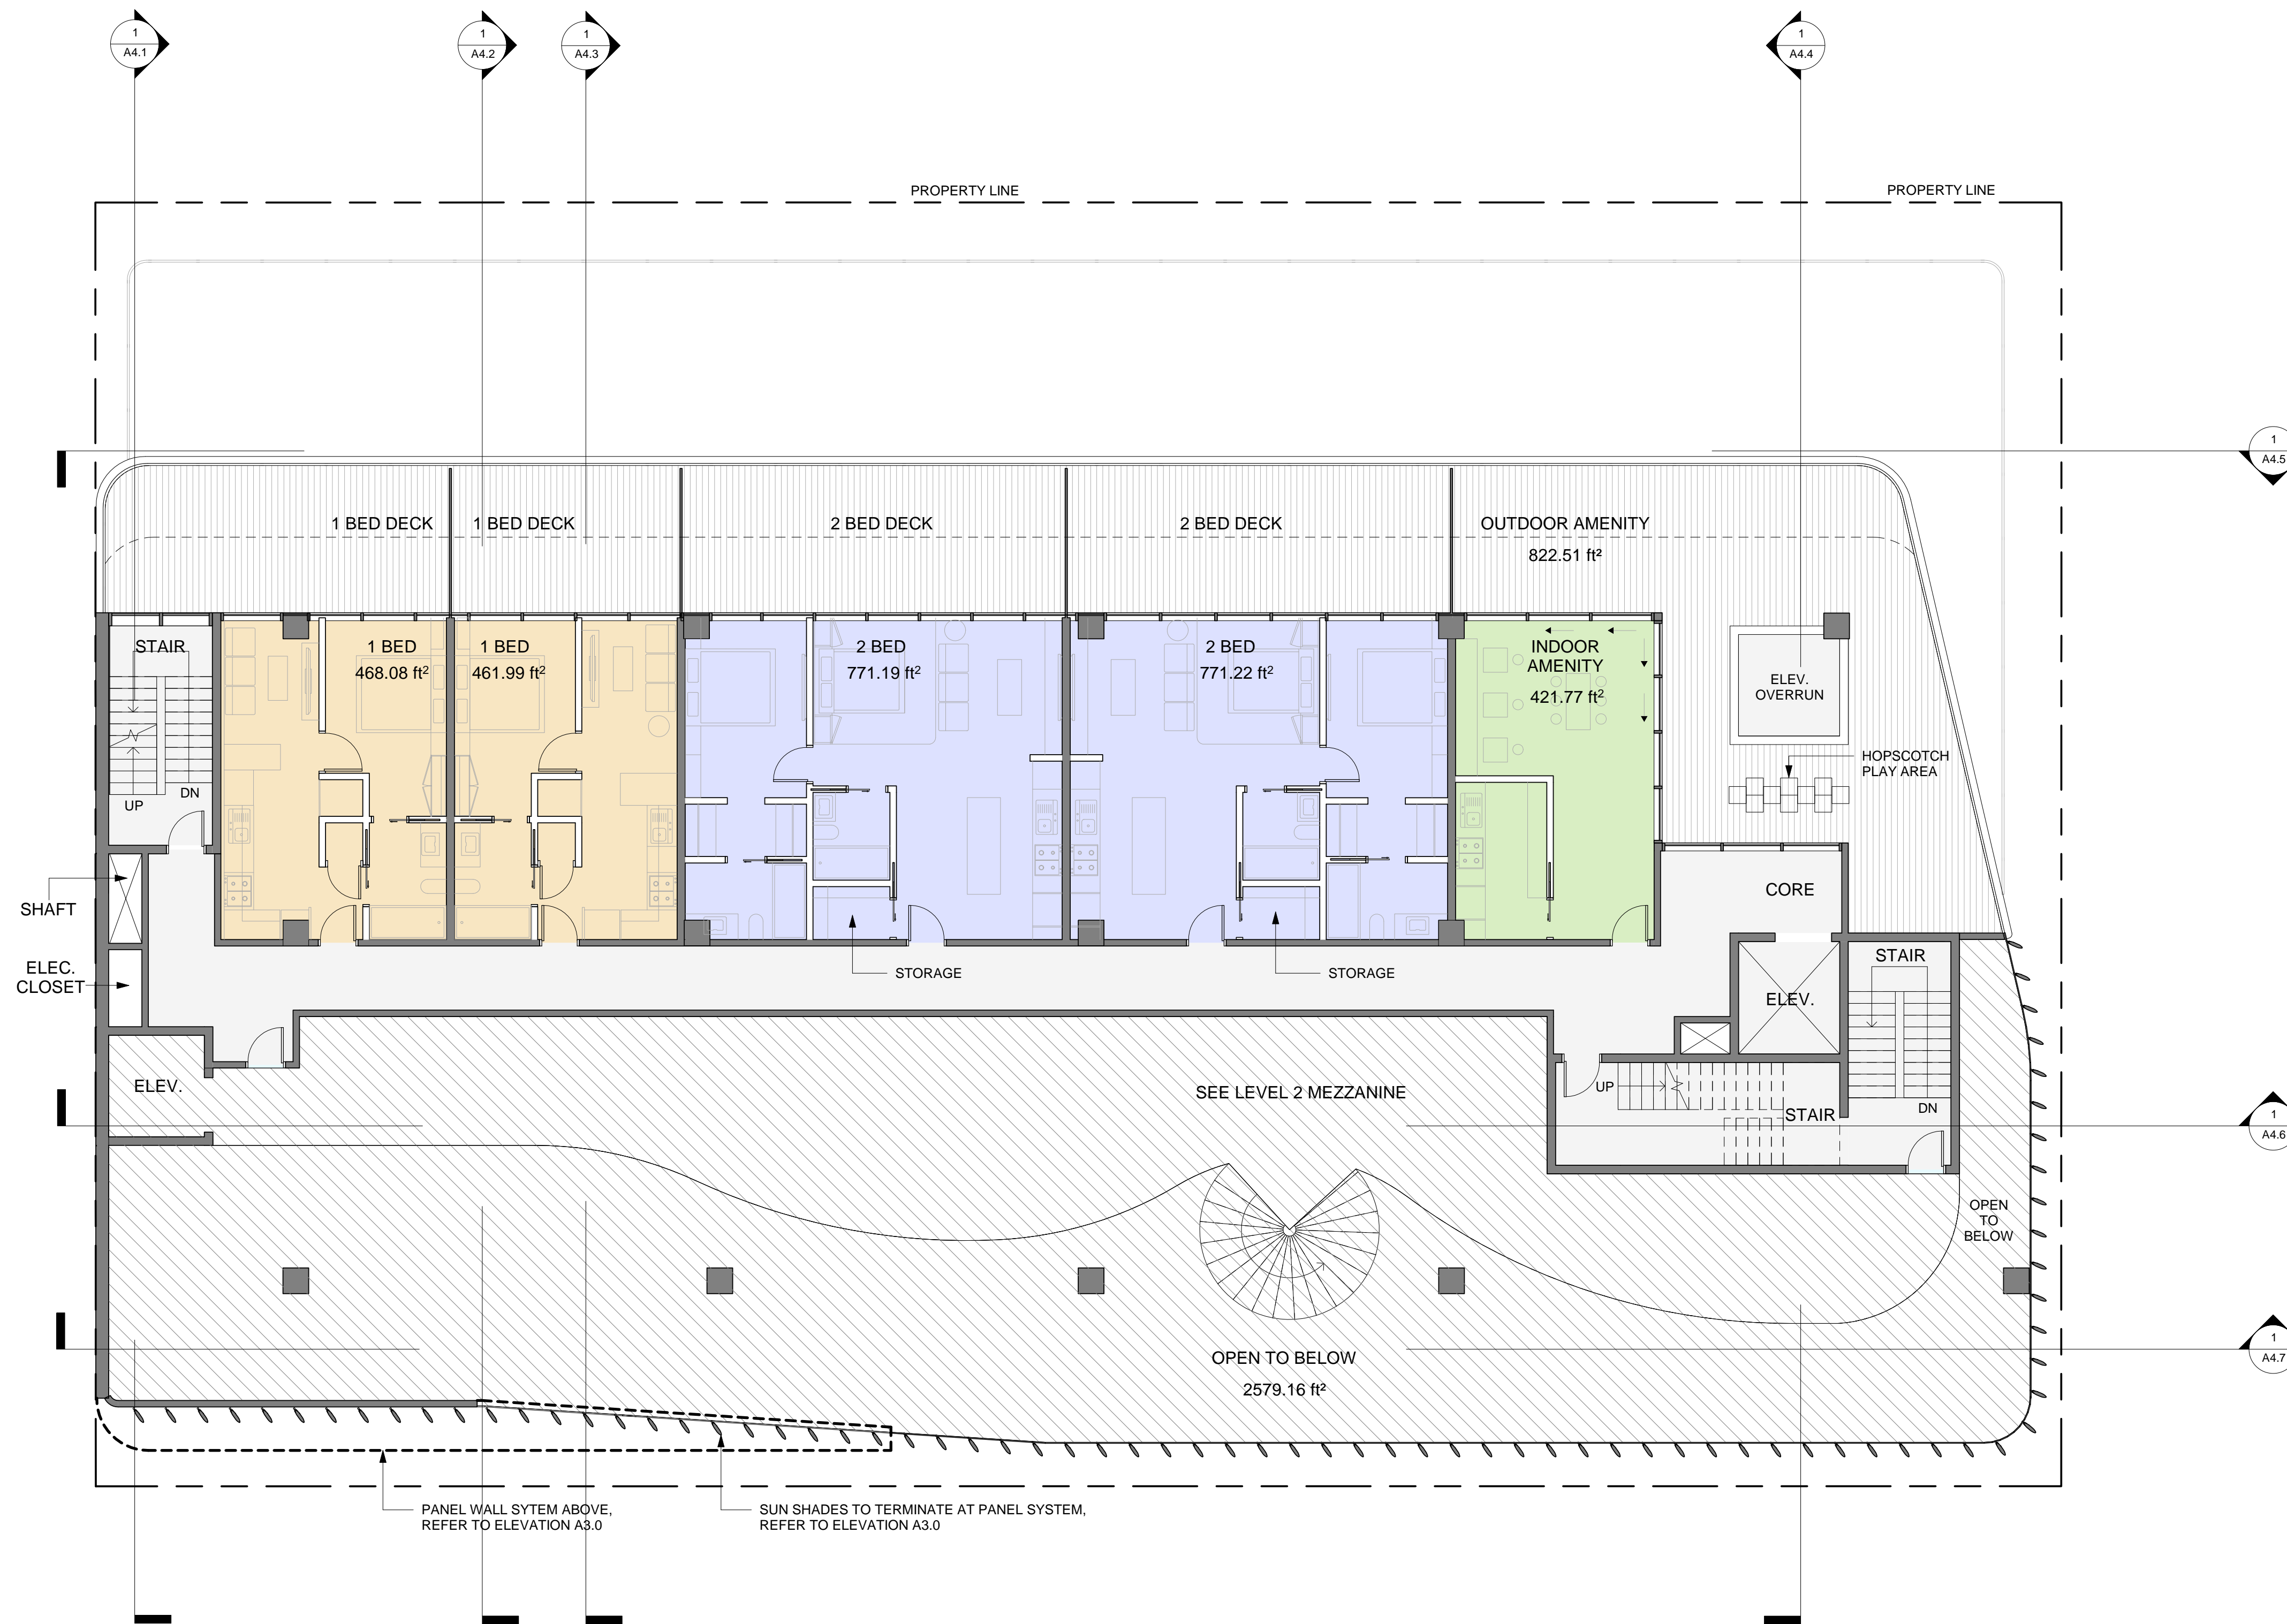 1
A4.1
1
A4.2
1
A4.3
1
A4.4
PROPERTY LINE
PROPERTY LINE
1
A4.5
1 BED DECK
1 BED DECK
2 BED DECK
2 BED DECK
OUTDOOR AMENITY
822.51 ft²
STAIR
UP
DN
1 BED
468.08 ft²
1 BED
461.99 ft²
2 BED
771.19 ft²
2 BED
771.22 ft²
INDOOR
AMENITY
421.77 ft²
ELEV.
OVERRUN
HOPSCOTCH
PLAY AREA
SHAFT
CORE
ELEC.
CLOSET
STORAGE
STORAGE
STAIR
ELEV.
ELEV.
SEE LEVEL 2 MEZZANINE
UP
STAIR
DN
1
A4.6
OPEN
TO
BELOW
OPEN TO BELOW
2579.16 ft²
1
A4.7
PANEL WALL SYTEM ABOVE,
REFER TO ELEVATION A3.0
SUN SHADES TO TERMINATE AT PANEL SYSTEM,
REFER TO ELEVATION A3.0